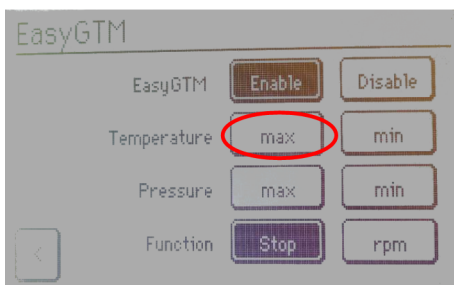 EasyGTM
EasyGTM Enable Disable
Temperature max min
Pressure max min
Function Stop rpm
<